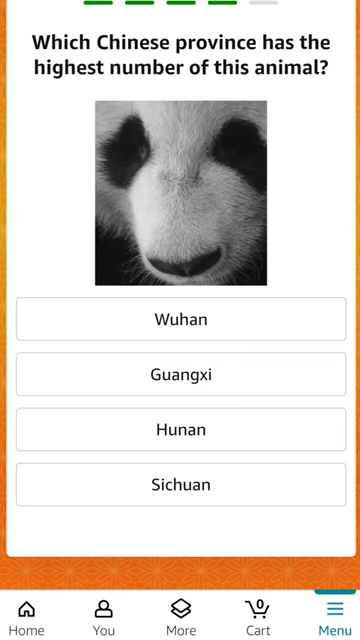 Which Chinese province has the
highest number of this animal?
Wuhan
Guangxi
Hunan
Sichuan
0
Home
You
More
Cart
Menu